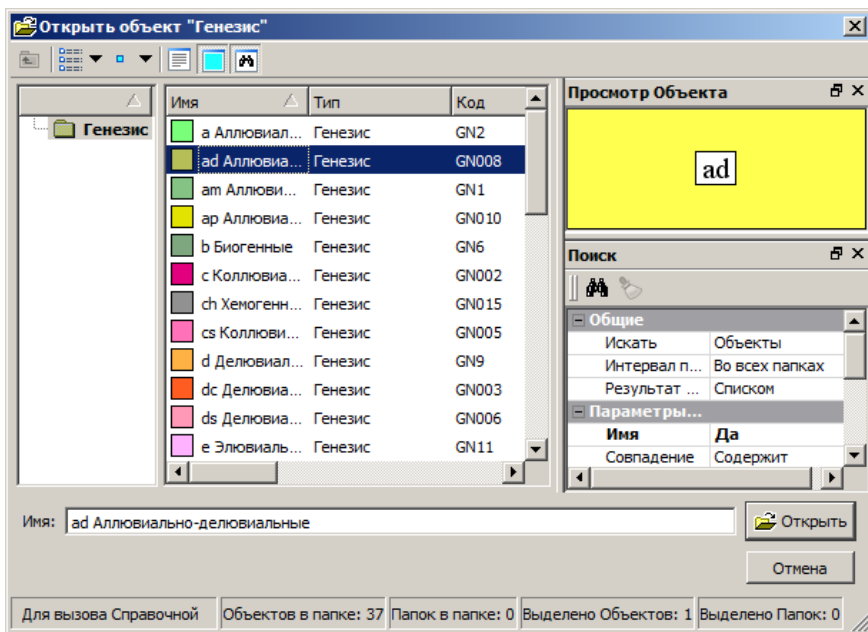 Открыть объект "Генезис"
Генезис
Имя Тип Код
a Аллювиал... Генезис GN2
ad Аллювиа... Генезис GN008
am Аллюви... Генезис GN1
ap Аллювиа... Генезис GN010
b Биогенные Генезис GN6
c Коллювиа... Генезис GN002
ch Хемогенн... Генезис GN015
cs Коллюви... Генезис GN005
d Делювиал... Генезис GN9
dc Делювиа... Генезис GN003
ds Делювиа... Генезис GN006
e Элювиаль... Генезис GN11
Просмотр Объекта
ad
Поиск
Общие
Искать Объекты
Интервал п... Во всех папках
Результат ... Списком
Параметры...
Имя Да
Совпадение Содержит
Имя: ad Аллювиально-делювиальные
Открыть
Отмена
Для вызова Справочной Объектов в папке: 37 Папок в папке: 0 Выделено Объектов: 1 Выделено Папок: 0